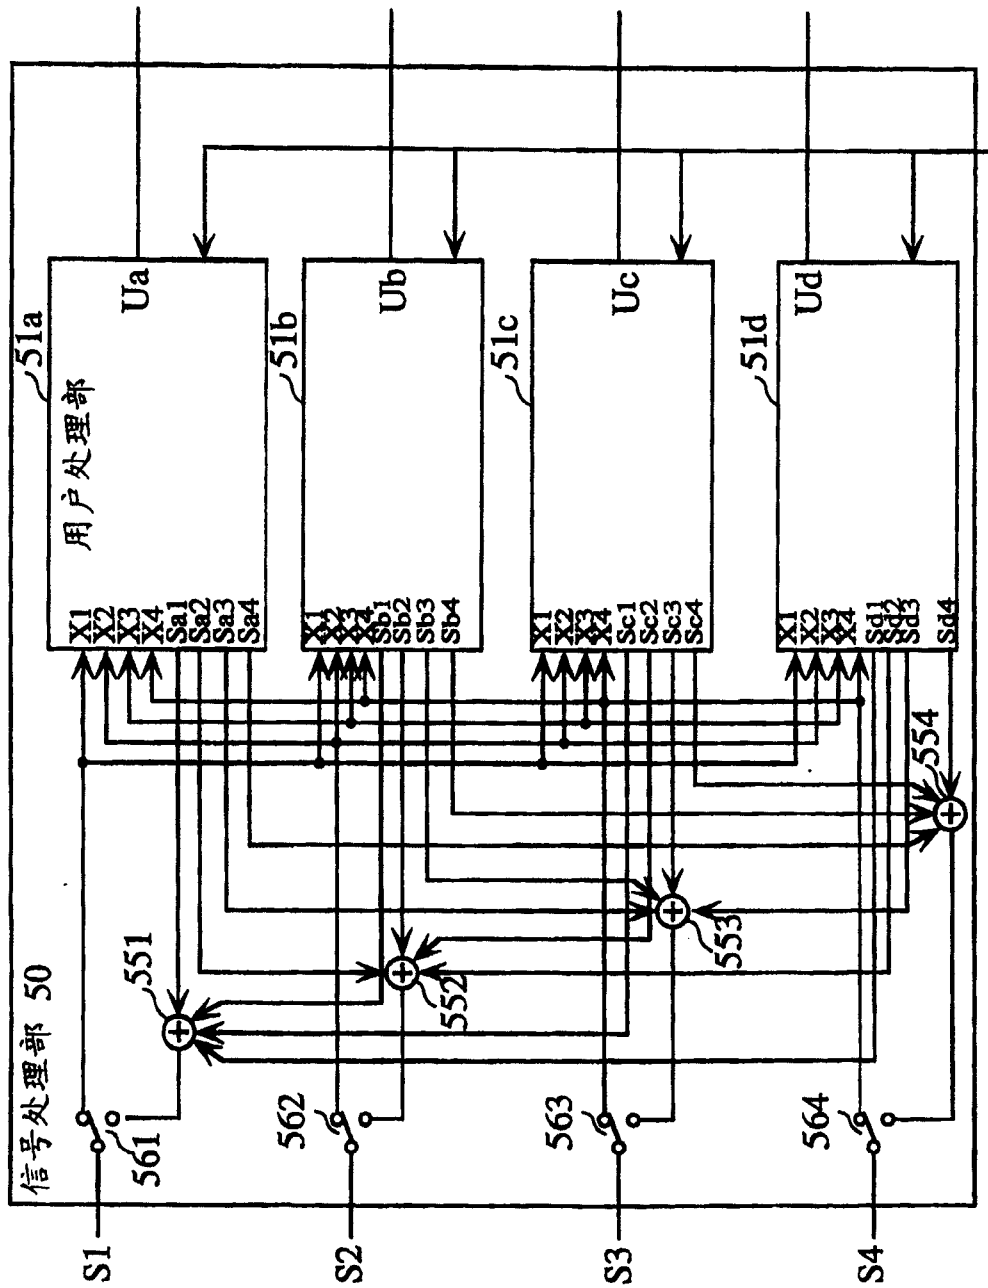 信号处理部 50
S1
561
551
X1
X2
X3
X4
Sa1
Sa2
Sa3
Sa4
用户处理部
51a
Ua
S2
562
552
X1
X2
X3
X4
Sb1
Sb2
Sb3
Sb4
51b
Ub
S3
563
553
X1
X2
X3
X4
Sc1
Sc2
Sc3
Sc4
51c
Uc
S4
564
554
X1
X2
X3
X4
Sd1
Sd2
Sd3
Sd4
51d
Ud